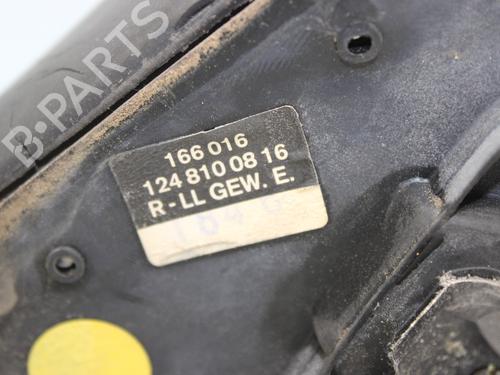 B-PARTS
166 016
124 810 08 16
R-LL GEW. E.